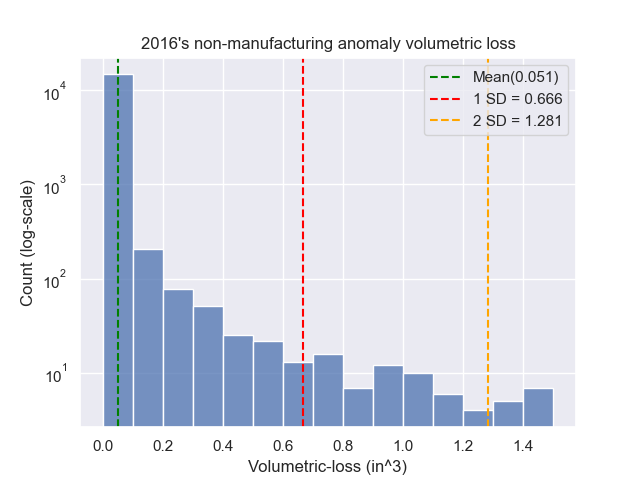 2016's non-manufacturing anomaly volumetric loss
Mean(0.051)
1 SD = 0.666
2 SD = 1.281
Count (log-scale)
10^4
10^3
10^2
10^1
0.0 0.2 0.4 0.6 0.8 1.0 1.2 1.4
Volumetric-loss (in^3)